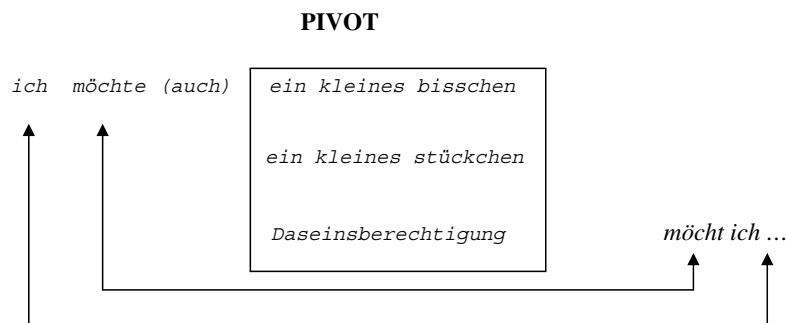 PIVOT
ich möchte (auch) ein kleines bisschen
ein kleines stückchen
Daseinsberechtigung möcht ich ...